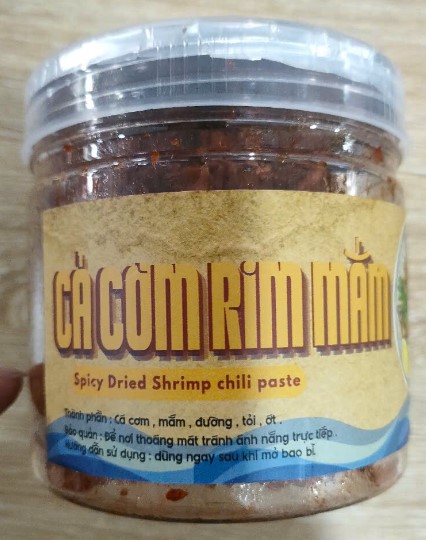 CÁ CƠM RIM MẮM
Spicy Dried Shrimp chili paste
Thành phần : Cá cơm , mắm , đường , tỏi , ớt .
Bảo quản : Để nơi thoáng mát tránh ánh nắng trực tiếp .
Hướng dẫn sử dụng : dùng ngay sau khi mở bao bì.